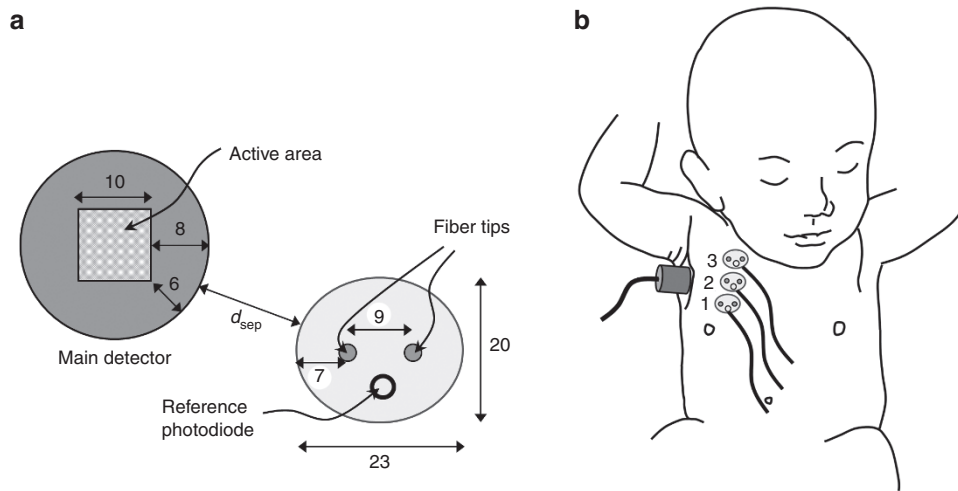 a
Active area
10
8
6
Main detector
d_sep
Fiber tips
9
7
20
Reference
photodiode
23
b
3
2
1